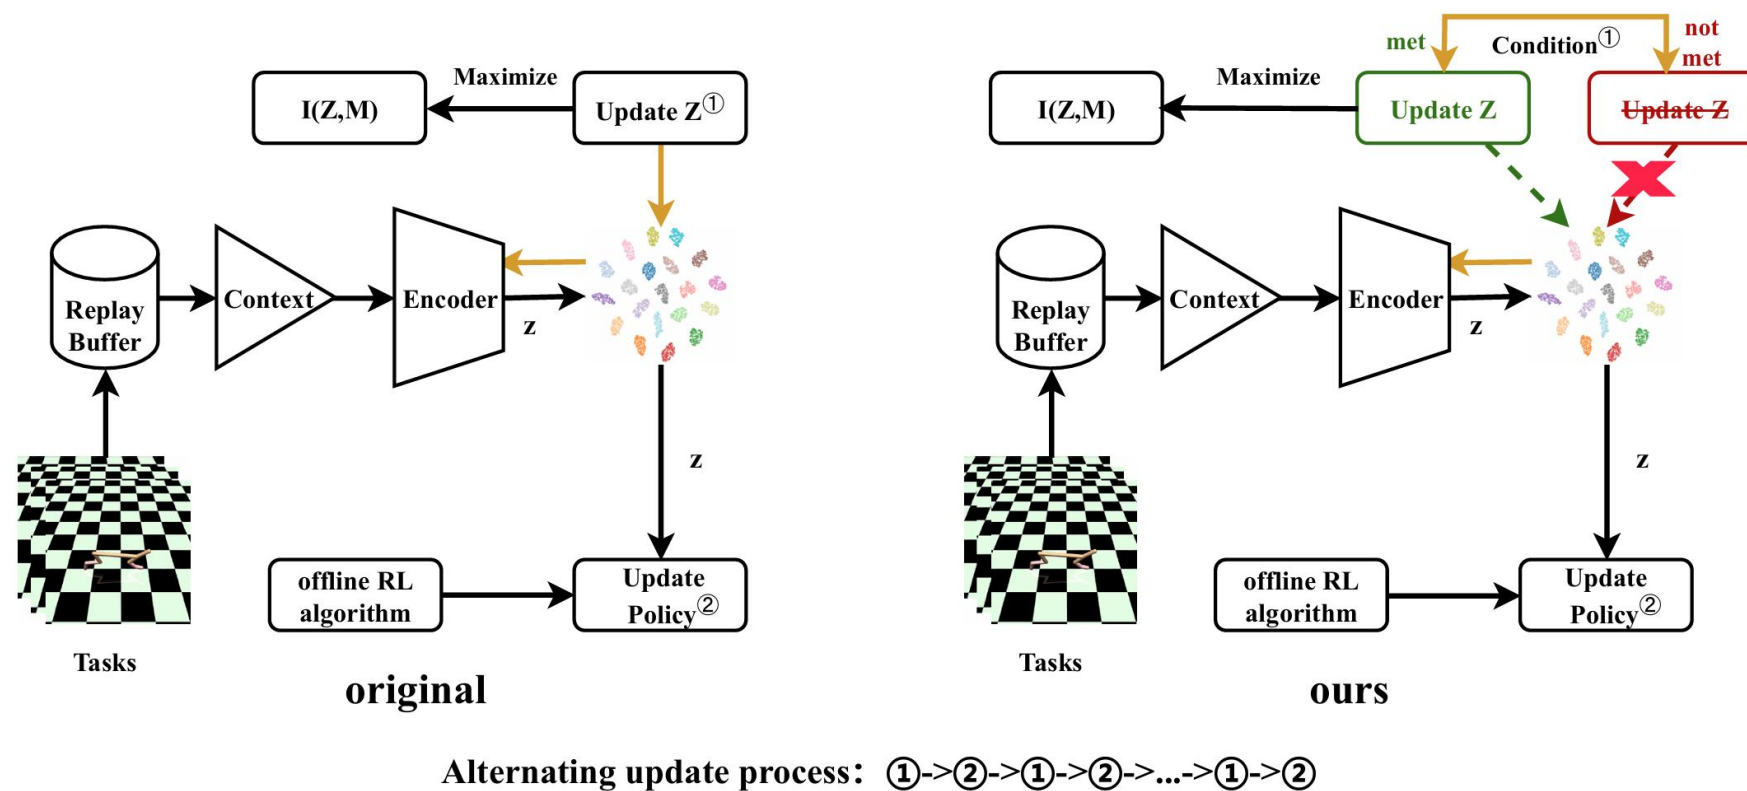 Maximize
I(Z,M)
Update Z①
Replay
Buffer
Context
Encoder
z
z
offline RL
algorithm
Update
Policy②
Tasks
original
met
Condition①
not
met
Maximize
I(Z,M)
Update Z
Update Z
Replay
Buffer
Context
Encoder
z
z
offline RL
algorithm
Update
Policy②
Tasks
ours
Alternating update process: ①->②->①->②->...->①->②